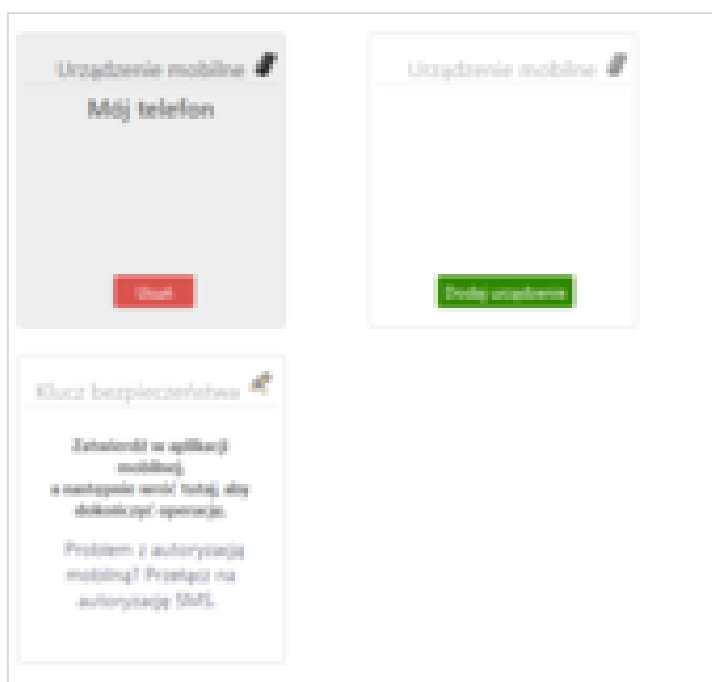 Urządzenie mobilne
Mój telefon
Usuń
Urządzenie mobilne
Dodaj urządzenie
Klucz bezpieczeństwa
Zatwierdź w aplikacji
mobilnej,
a następnie wróć tutaj, aby
dokończyć operację.
Problem z autoryzacją
mobilną? Przełącz na
autoryzację SMS.